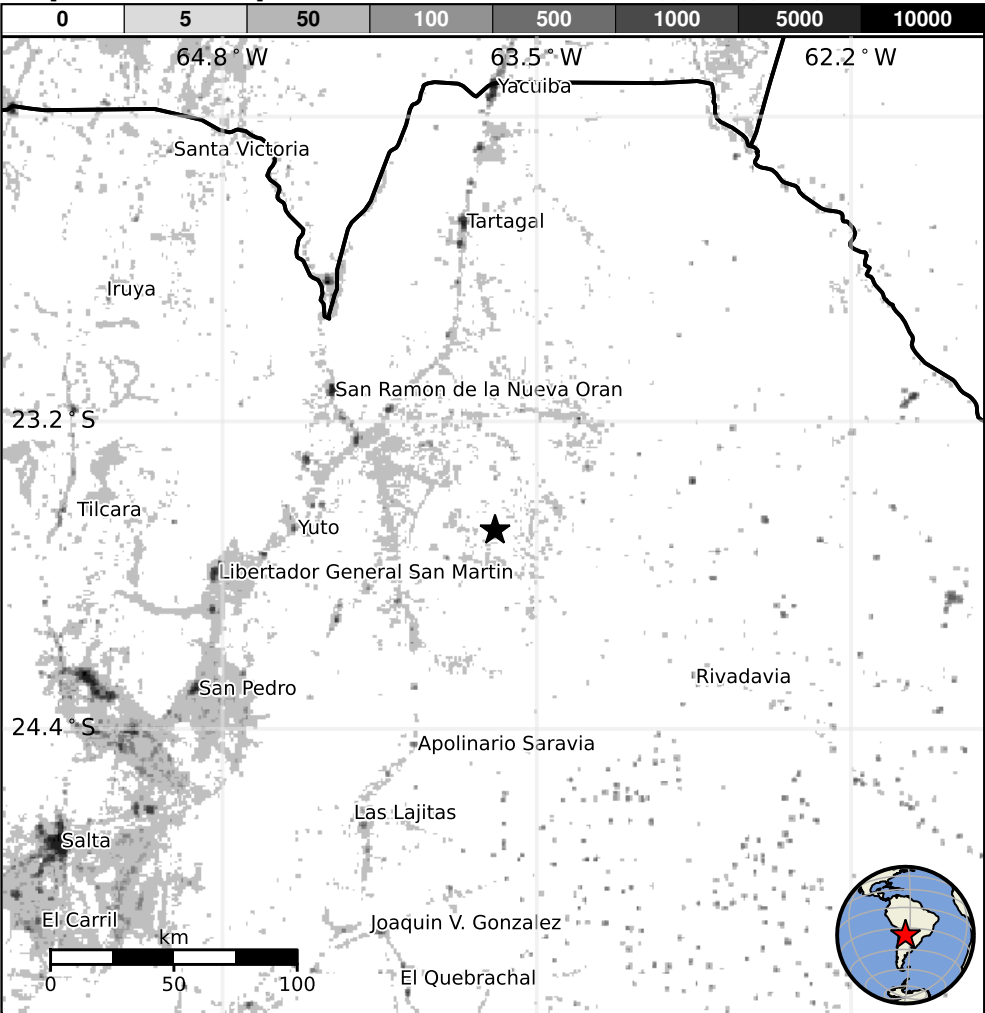 0 5 50 100 500 1000 5000 10000
64.8°W 63.5°W 62.2°W
Yacuiba
Santa Victoria
Tartagal
Iruya
San Ramon de la Nueva Oran
23.2°S
Tilcara
Yuto
Libertador General San Martin
Rivadavia
San Pedro
24.4°S
Apolinario Saravia
Las Lajitas
Salta
El Carril
Joaquin V. Gonzalez
km
El Quebrachal
0 50 100